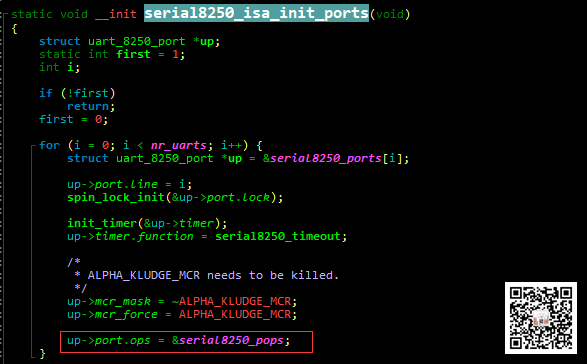 static void __init serial8250_isa_init_ports(void)
{
struct uart_8250_port *up;
static int first = 1;
int i;
if (!first)
return;
first = 0;
for (i = 0; i < nr_uarts; i++) {
struct uart_8250_port *up = &serial8250_ports[i];
up->port.line = i;
spin_lock_init(&up->port.lock);
init_timer(&up->timer);
up->timer.function = serial8250_timeout;
/*
* ALPHA_KLUDGE_MCR needs to be killed.
*/
up->mcr_mask = ~ALPHA_KLUDGE_MCR;
up->mcr_force = ALPHA_KLUDGE_MCR;
up->port.ops = &serial8250_pops;
}